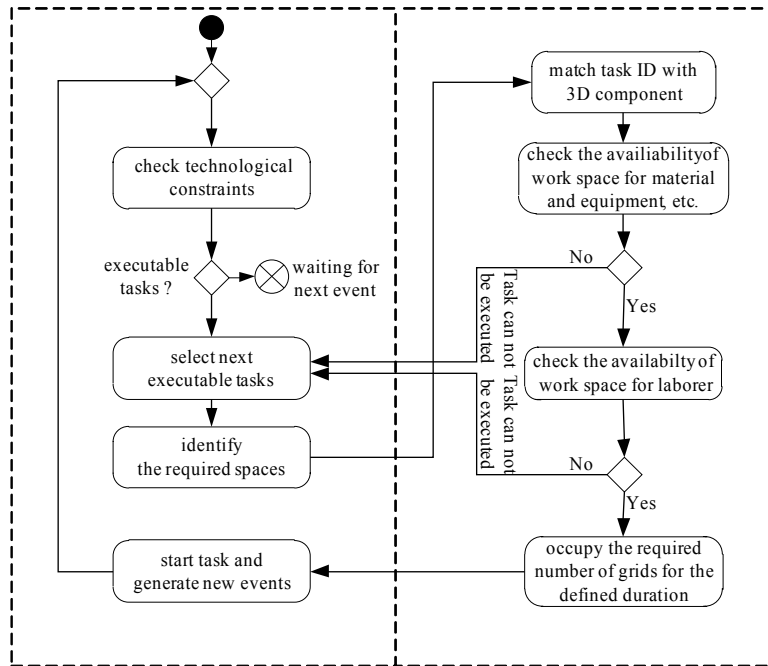 check technological
constraints
executable
tasks ?
waiting for
next event
select next
executable tasks
identify
the required spaces
start task and
generate new events
match task ID with
3D component
check the availiabilityof
work space for material
and equipment, etc.
No
Yes
Task can not
be executed
check the availabilty of
work space for laborer
Task can not
be executed
No
Yes
occupy the required
number of grids for the
defined duration